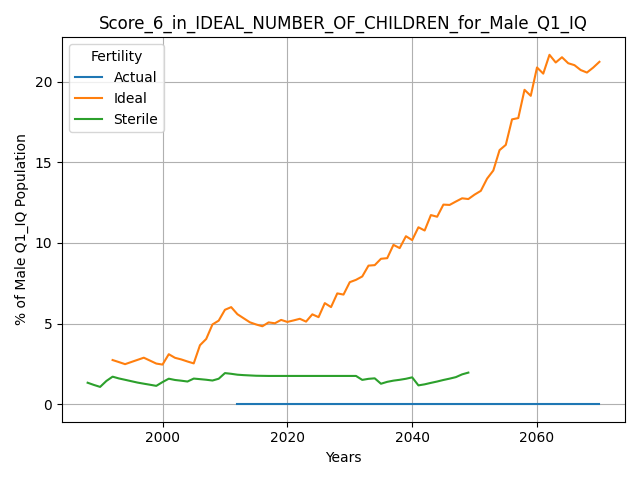 Score_6_in_IDEAL_NUMBER_OF_CHILDREN_for_Male_Q1_IQ
Fertility
Actual
Ideal
Sterile
% of Male Q1_IQ Population
20
15
10
5
0
2000
2020
2040
2060
Years